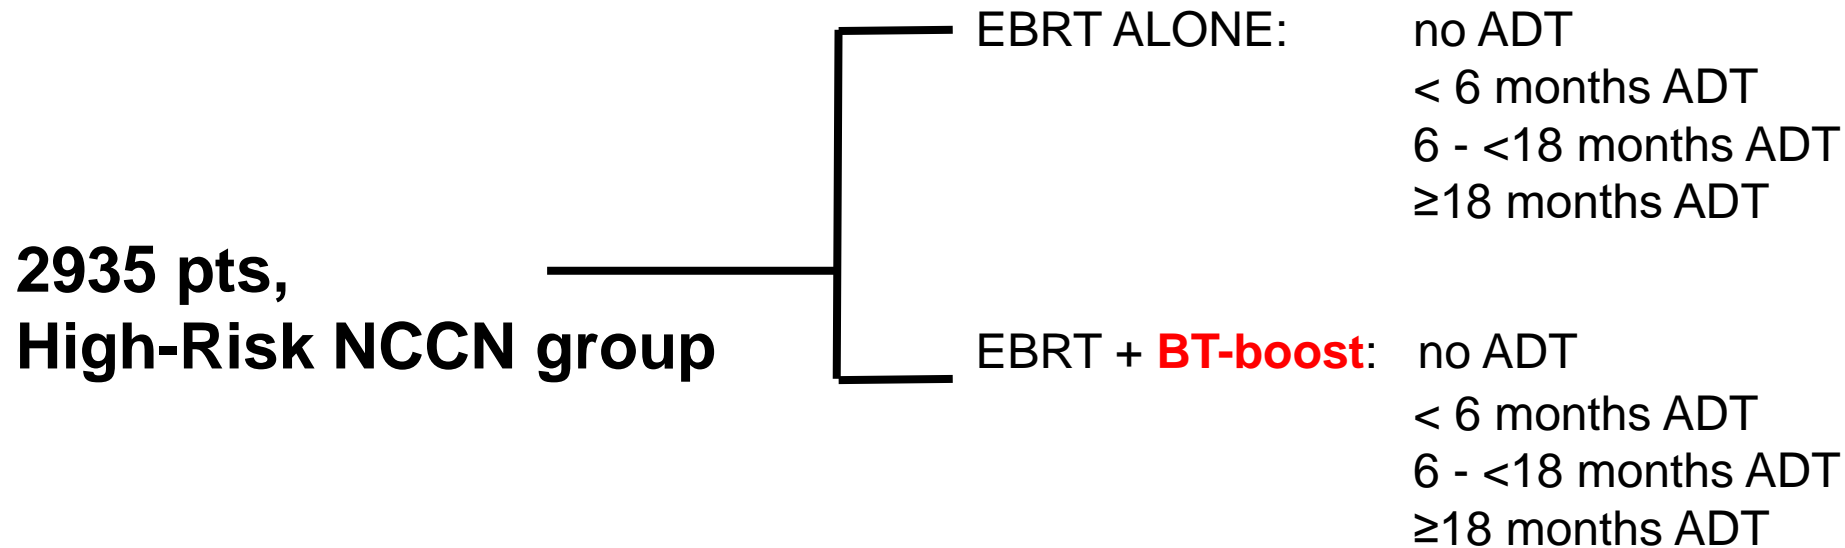 EBRT ALONE: no ADT
< 6 months ADT
6 - <18 months ADT
≥18 months ADT
2935 pts,
High-Risk NCCN group
EBRT + BT-boost: no ADT
< 6 months ADT
6 - <18 months ADT
≥18 months ADT